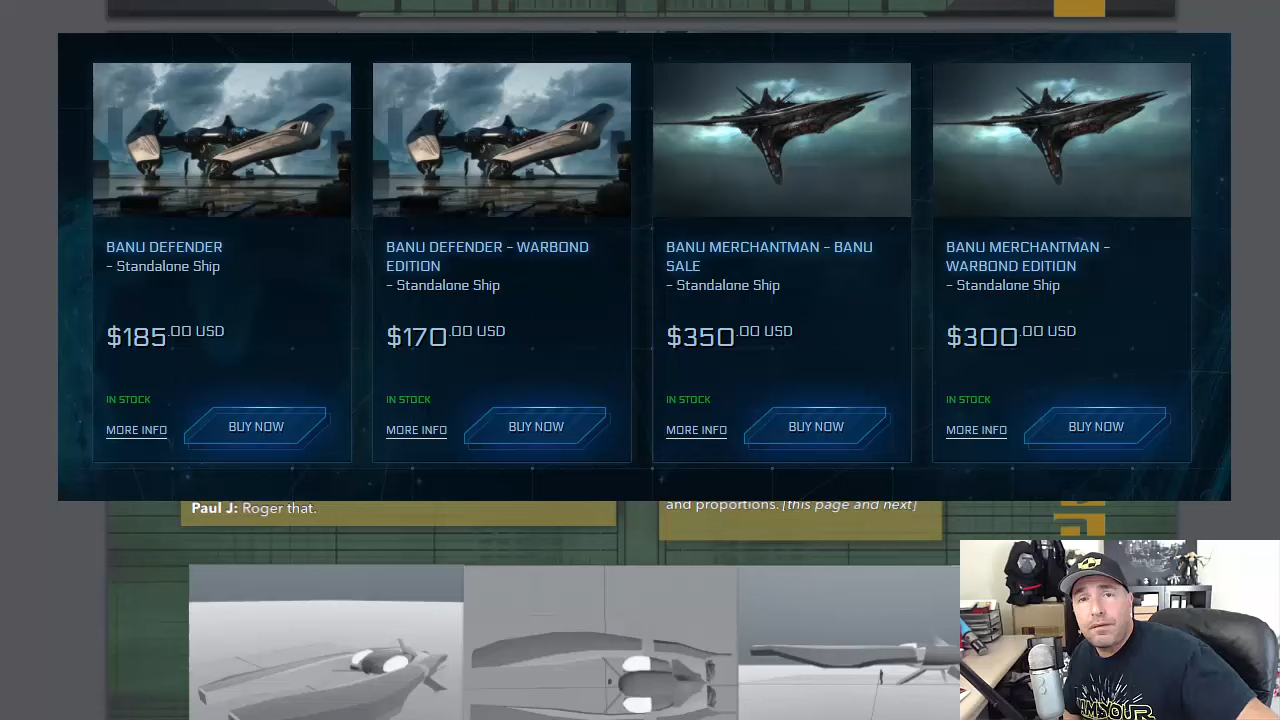 BANU DEFENDER
- Standalone Ship
$185.00 USD
IN STOCK
MORE INFO
BUY NOW
BANU DEFENDER - WARBOND
EDITION
- Standalone Ship
$170.00 USD
IN STOCK
MORE INFO
BUY NOW
BANU MERCHANTMAN - BANU
SALE
- Standalone Ship
$350.00 USD
IN STOCK
MORE INFO
BUY NOW
BANU MERCHANTMAN -
WARBOND EDITION
- Standalone Ship
$300.00 USD
IN STOCK
MORE INFO
BUY NOW
Paul J: Roger that.
and proportions. [this page and next]